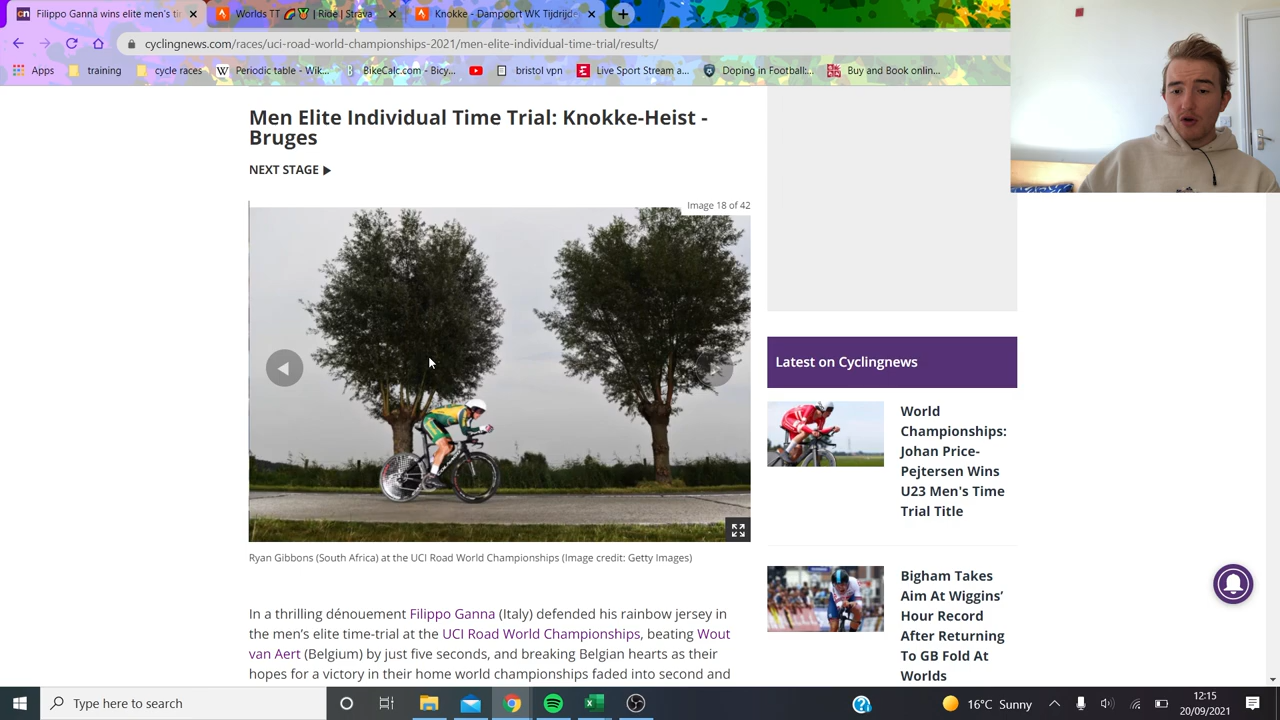 Filippo Ganna wins elite men's ti
Worlds TT 🌈🏅 | Ride | Strava
Knokke - Dampoort WK Tijdrijde
cyclingnews.com/races/uci-road-world-championships-2021/men-elite-individual-time-trial/results/
Apps
training
cycle races
Periodic table - Wik...
BikeCalc.com - Bicy...
bristol vpn
Live Sport Stream a...
Doping in Football:...
Buy and Book onlin...
Men Elite Individual Time Trial: Knokke-Heist -
Bruges
NEXT STAGE
Image 18 of 42
Ryan Gibbons (South Africa) at the UCI Road World Championships (Image credit: Getty Images)
In a thrilling dénouement Filippo Ganna (Italy) defended his rainbow jersey in
the men's elite time-trial at the UCI Road World Championships, beating Wout
van Aert (Belgium) by just five seconds, and breaking Belgian hearts as their
hopes for a victory in their home world championships faded into second and
Latest on Cyclingnews
World
Championships:
Johan Price-
Pejtersen Wins
U23 Men's Time
Trial Title
Bigham Takes
Aim At Wiggins'
Hour Record
After Returning
To GB Fold At
Worlds
Type here to search
16°C Sunny
12:15
20/09/2021